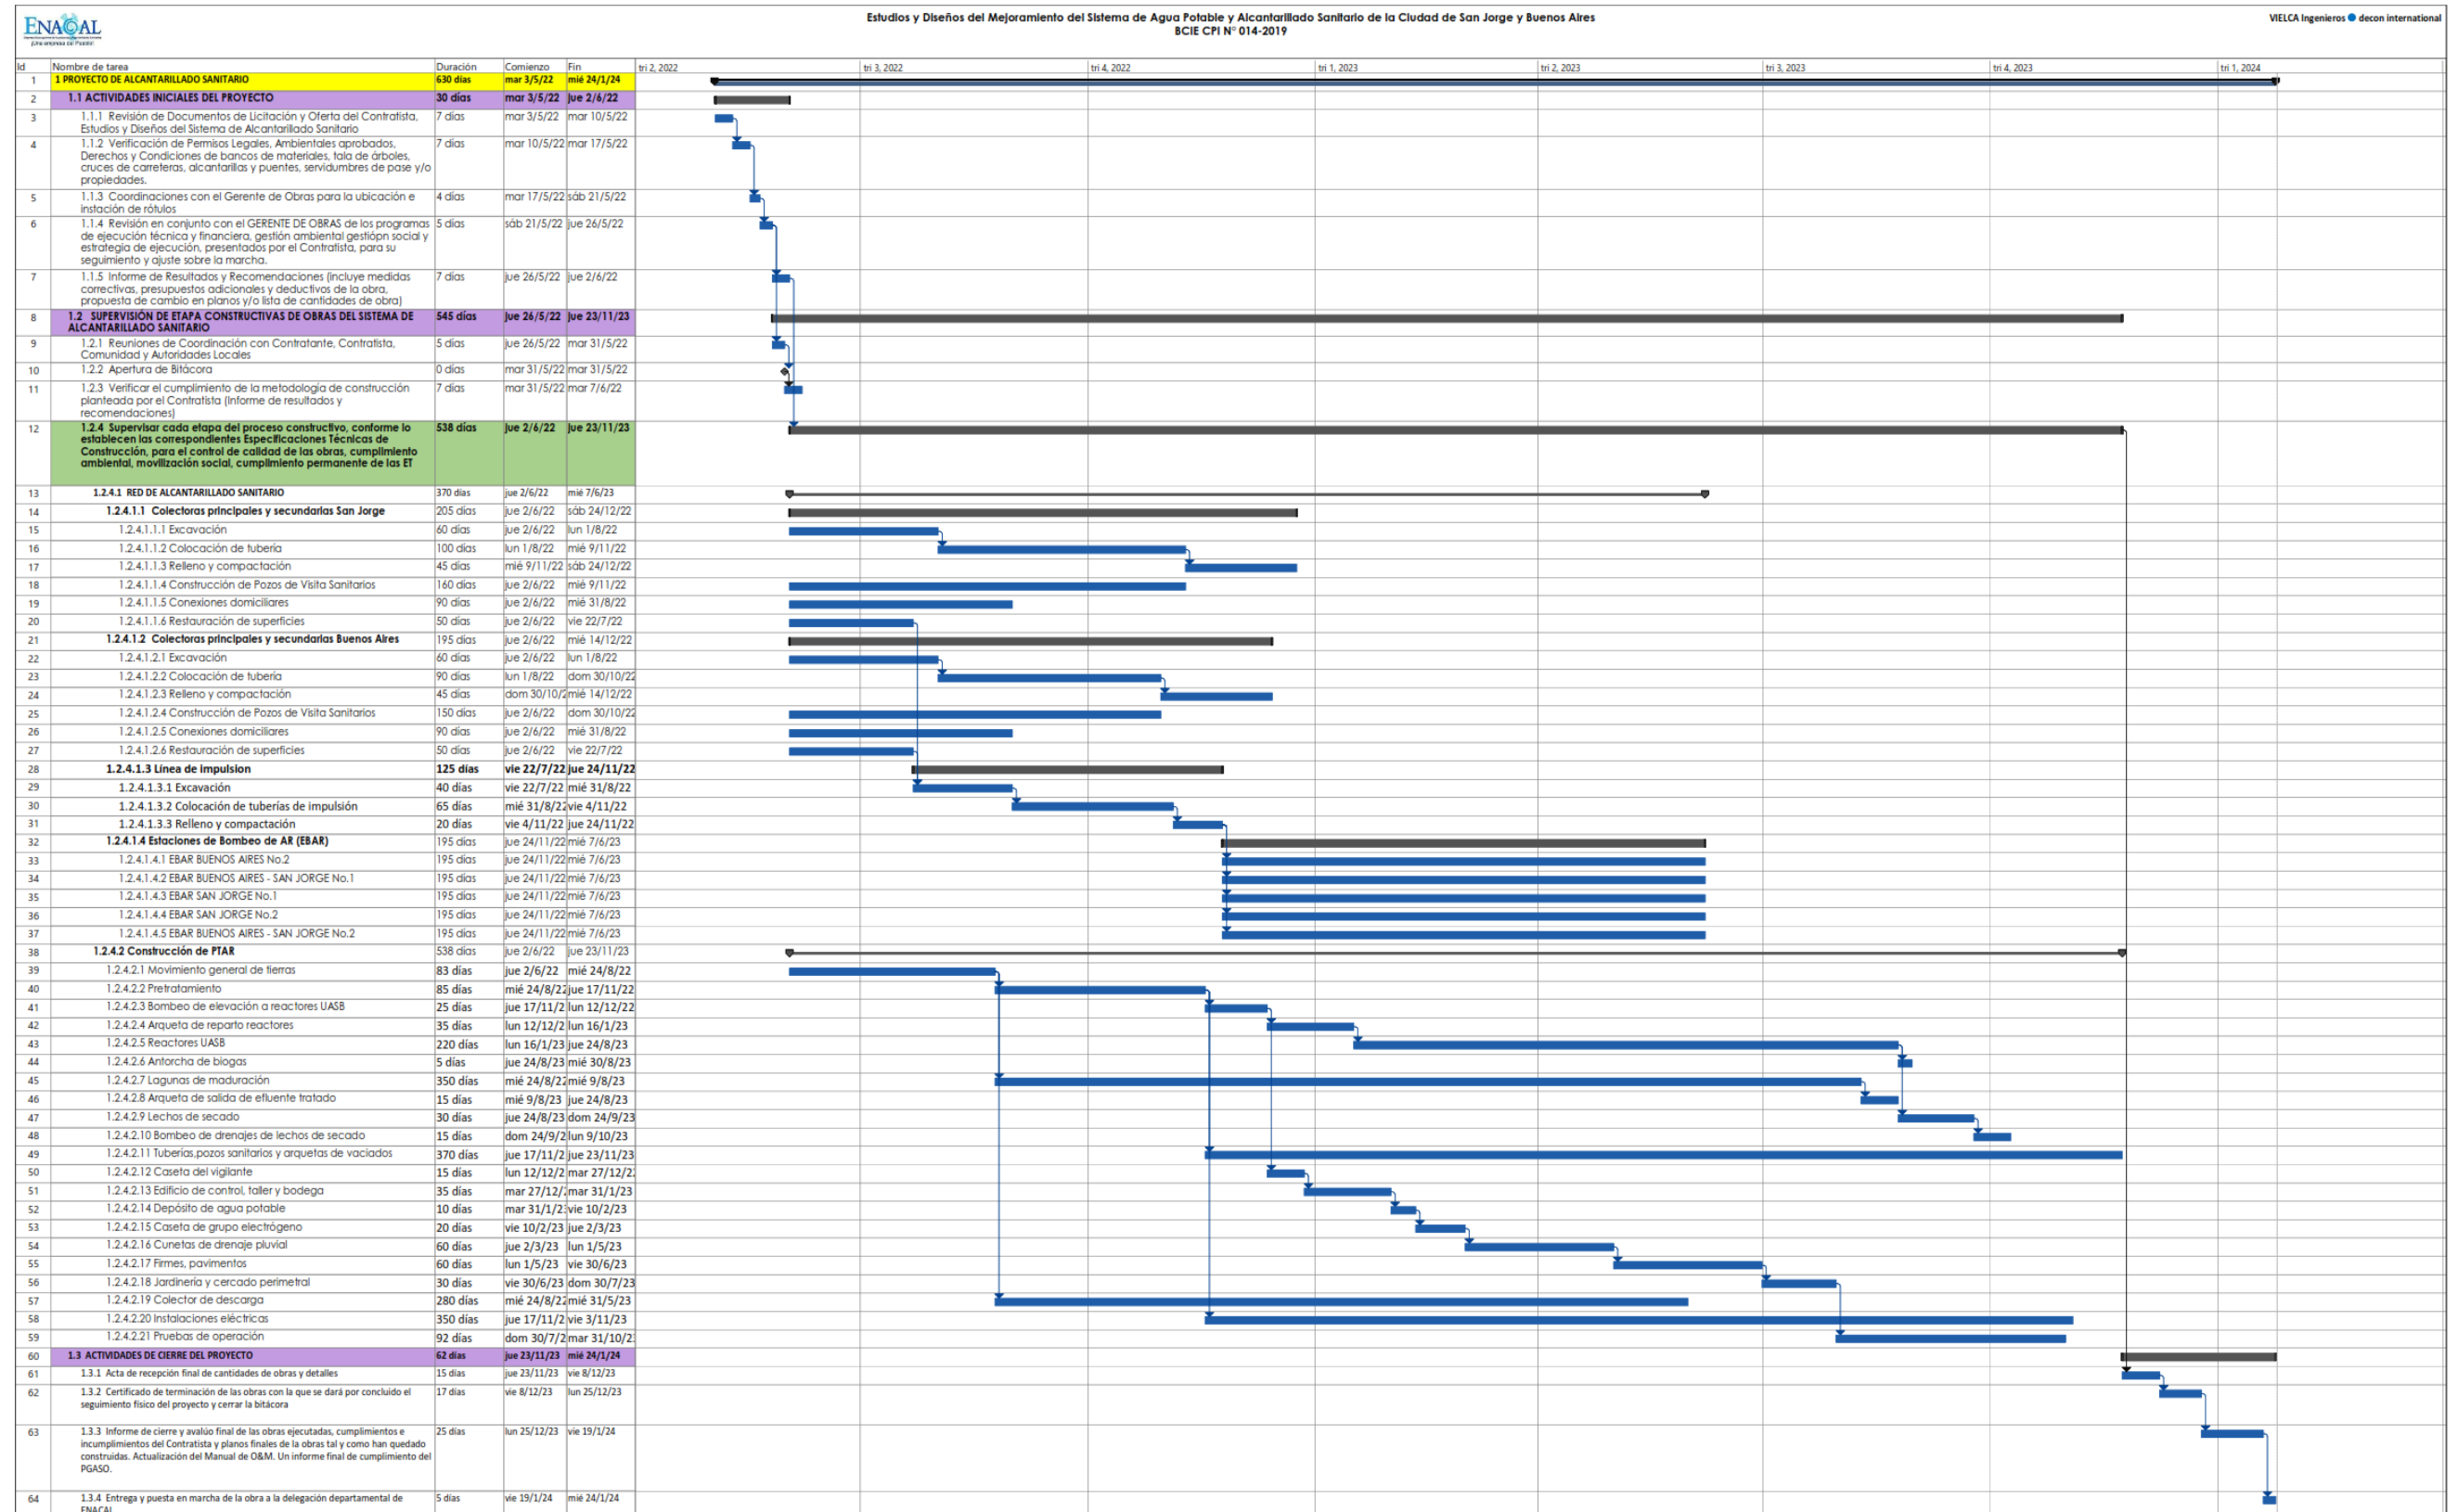 ENACAL
¡Una empresa del Pueblo!
Estudios y Diseños del Mejoramiento del Sistema de Agua Potable y Alcantarillado Sanitario de la Ciudad de San Jorge y Buenos Aires
BCIE CPI N° 014-2019
VIELCA Ingenieros decon international
Id Nombre de tarea Duración Comienzo Fin tri 2, 2022 tri 3, 2022 tri 4, 2022 tri 1, 2023 tri 2, 2023 tri 3, 2023 tri 4, 2023 tri 1, 2024
1 1 PROYECTO DE ALCANTARILLADO SANITARIO 630 días mar 3/5/22 mié 24/1/24
2 1.1 ACTIVIDADES INICIALES DEL PROYECTO 30 días mar 3/5/22 jue 2/6/22
3 1.1.1 Revisión de Documentos de Licitación y Oferta del Contratista, 7 días mar 3/5/22 mar 10/5/22
Estudios y Diseños del Sistema de Alcantarillado Sanitario
4 1.1.2 Verificación de Permisos Legales, Ambientales aprobados, 7 días mar 10/5/22 mar 17/5/22
Derechos y Condiciones de bancos de materiales, tala de árboles,
cruces de carreteras, alcantarillas y puentes, servidumbres de pase y/o
propiedades.
5 1.1.3 Coordinaciones con el Gerente de Obras para la ubicación e 4 días mar 17/5/22 sáb 21/5/22
instación de rótulos
6 1.1.4 Revisión en conjunto con el GERENTE DE OBRAS de los programas 5 días sáb 21/5/22 jue 26/5/22
de ejecución técnica y financiera, gestión ambiental gestiópn social y
estrategia de ejecución, presentados por el Contratista, para su
seguimiento y ajuste sobre la marcha.
7 1.1.5 Informe de Resultados y Recomendaciones (incluye medidas 7 días jue 26/5/22 jue 2/6/22
correctivas, presupuestos adicionales y deductivos de la obra,
propuesta de cambio en planos y/o lista de cantidades de obra)
8 1.2 SUPERVISIÓN DE ETAPA CONSTRUCTIVAS DE OBRAS DEL SISTEMA DE 545 días jue 26/5/22 jue 23/11/23
ALCANTARILLADO SANITARIO
9 1.2.1 Reuniones de Coordinación con Contratante, Contratista, 5 días jue 26/5/22 mar 31/5/22
Comunidad y Autoridades Locales
10 1.2.2 Apertura de Bitácora 0 días mar 31/5/22 mar 31/5/22
11 1.2.3 Verificar el cumplimiento de la metodología de construcción 7 días mar 31/5/22 mar 7/6/22
planteada por el Contratista (Informe de resultados y
recomendaciones)
12 1.2.4 Supervisar cada etapa del proceso constructivo, conforme lo 538 días jue 2/6/22 jue 23/11/23
establecen las correspondientes Especificaciones Técnicas de
Construcción, para el control de calidad de las obras, cumplimiento
ambiental, movilización social, cumplimiento permanente de las ET
13 1.2.4.1 RED DE ALCANTARILLADO SANITARIO 370 días jue 2/6/22 mié 7/6/23
14 1.2.4.1.1 Colectoras principales y secundarias San Jorge 205 días jue 2/6/22 sáb 24/12/22
15 1.2.4.1.1.1 Excavación 60 días jue 2/6/22 lun 1/8/22
16 1.2.4.1.1.2 Colocación de tubería 100 días lun 1/8/22 mié 9/11/22
17 1.2.4.1.1.3 Relleno y compactación 45 días mié 9/11/22 sáb 24/12/22
18 1.2.4.1.1.4 Construcción de Pozos de Visita Sanitarios 160 días jue 2/6/22 mié 9/11/22
19 1.2.4.1.1.5 Conexiones domiciliares 90 días jue 2/6/22 mié 31/8/22
20 1.2.4.1.1.6 Restauración de superficies 50 días jue 2/6/22 vie 22/7/22
21 1.2.4.1.2 Colectoras principales y secundarias Buenos Aires 195 días jue 2/6/22 mié 14/12/22
22 1.2.4.1.2.1 Excavación 60 días jue 2/6/22 lun 1/8/22
23 1.2.4.1.2.2 Colocación de tubería 90 días lun 1/8/22 dom 30/10/22
24 1.2.4.1.2.3 Relleno y compactación 45 días dom 30/10/2 mié 14/12/22
25 1.2.4.1.2.4 Construcción de Pozos de Visita Sanitarios 150 días jue 2/6/22 dom 30/10/22
26 1.2.4.1.2.5 Conexiones domiciliares 90 días jue 2/6/22 mié 31/8/22
27 1.2.4.1.2.6 Restauración de superficies 50 días jue 2/6/22 vie 22/7/22
28 1.2.4.1.3 Línea de impulsion 125 días vie 22/7/22 jue 24/11/22
29 1.2.4.1.3.1 Excavación 40 días vie 22/7/22 mié 31/8/22
30 1.2.4.1.3.2 Colocación de tuberías de impulsión 65 días mié 31/8/22 vie 4/11/22
31 1.2.4.1.3.3 Relleno y compactación 20 días vie 4/11/22 jue 24/11/22
32 1.2.4.1.4 Estaciones de Bombeo de AR (EBAR) 195 días jue 24/11/22 mié 7/6/23
33 1.2.4.1.4.1 EBAR BUENOS AIRES No.2 195 días jue 24/11/22 mié 7/6/23
34 1.2.4.1.4.2 EBAR BUENOS AIRES - SAN JORGE No.1 195 días jue 24/11/22 mié 7/6/23
35 1.2.4.1.4.3 EBAR SAN JORGE No.1 195 días jue 24/11/22 mié 7/6/23
36 1.2.4.1.4.4 EBAR SAN JORGE No.2 195 días jue 24/11/22 mié 7/6/23
37 1.2.4.1.4.5 EBAR BUENOS AIRES - SAN JORGE No.2 195 días jue 24/11/22 mié 7/6/23
38 1.2.4.2 Construcción de PTAR 538 días jue 2/6/22 jue 23/11/23
39 1.2.4.2.1 Movimiento general de tierras 83 días jue 2/6/22 mié 24/8/22
40 1.2.4.2.2 Pretratamiento 85 días mié 24/8/22 jue 17/11/22
41 1.2.4.2.3 Bombeo de elevación a reactores UASB 25 días jue 17/11/2 lun 12/12/22
42 1.2.4.2.4 Arqueta de reparto reactores 35 días lun 12/12/2 lun 16/1/23
43 1.2.4.2.5 Reactores UASB 220 días lun 16/1/23 jue 24/8/23
44 1.2.4.2.6 Antorcha de biogas 5 días jue 24/8/23 mié 30/8/23
45 1.2.4.2.7 Lagunas de maduración 350 días mié 24/8/22 mié 9/8/23
46 1.2.4.2.8 Arqueta de salida de efluente tratado 15 días mié 9/8/23 jue 24/8/23
47 1.2.4.2.9 Lechos de secado 30 días jue 24/8/23 dom 24/9/23
48 1.2.4.2.10 Bombeo de drenajes de lechos de secado 15 días dom 24/9/2 lun 9/10/23
49 1.2.4.2.11 Tuberías,pozos sanitarios y arquetas de vaciados 370 días jue 17/11/2 jue 23/11/23
50 1.2.4.2.12 Caseta del vigilante 15 días lun 12/12/2 mar 27/12/2
51 1.2.4.2.13 Edificio de control, taller y bodega 35 días mar 27/12/ mar 31/1/23
52 1.2.4.2.14 Depósito de agua potable 10 días mar 31/1/2 vie 10/2/23
53 1.2.4.2.15 Caseta de grupo electrógeno 20 días vie 10/2/23 jue 2/3/23
54 1.2.4.2.16 Cunetas de drenaje pluvial 60 días jue 2/3/23 lun 1/5/23
55 1.2.4.2.17 Firmes, pavimentos 60 días lun 1/5/23 vie 30/6/23
56 1.2.4.2.18 Jardinería y cercado perimetral 30 días vie 30/6/23 dom 30/7/23
57 1.2.4.2.19 Colector de descarga 280 días mié 24/8/22 mié 31/5/23
58 1.2.4.2.20 Instalaciones eléctricas 350 días jue 17/11/2 vie 3/11/23
59 1.2.4.2.21 Pruebas de operación 92 días dom 30/7/2 mar 31/10/2
60 1.3 ACTIVIDADES DE CIERRE DEL PROYECTO 62 días jue 23/11/23 mié 24/1/24
61 1.3.1 Acta de recepción final de cantidades de obras y detalles 15 días jue 23/11/23 vie 8/12/23
62 1.3.2 Certificado de terminación de las obras con la que se dará por concluido el 17 días vie 8/12/23 lun 25/12/23
seguimiento físico del proyecto y cerrar la bitácora
63 1.3.3 Informe de cierre y avalúo final de las obras ejecutadas, cumplimientos e 25 días lun 25/12/23 vie 19/1/24
incumplimientos del Contratista y planos finales de la obras tal y como han quedado
construidas. Actualización del Manual de O&M. Un informe final de cumplimiento del
PGASO.
64 1.3.4 Entrega y puesta en marcha de la obra a la delegación departamental de 5 días vie 19/1/24 mié 24/1/24
ENACAL